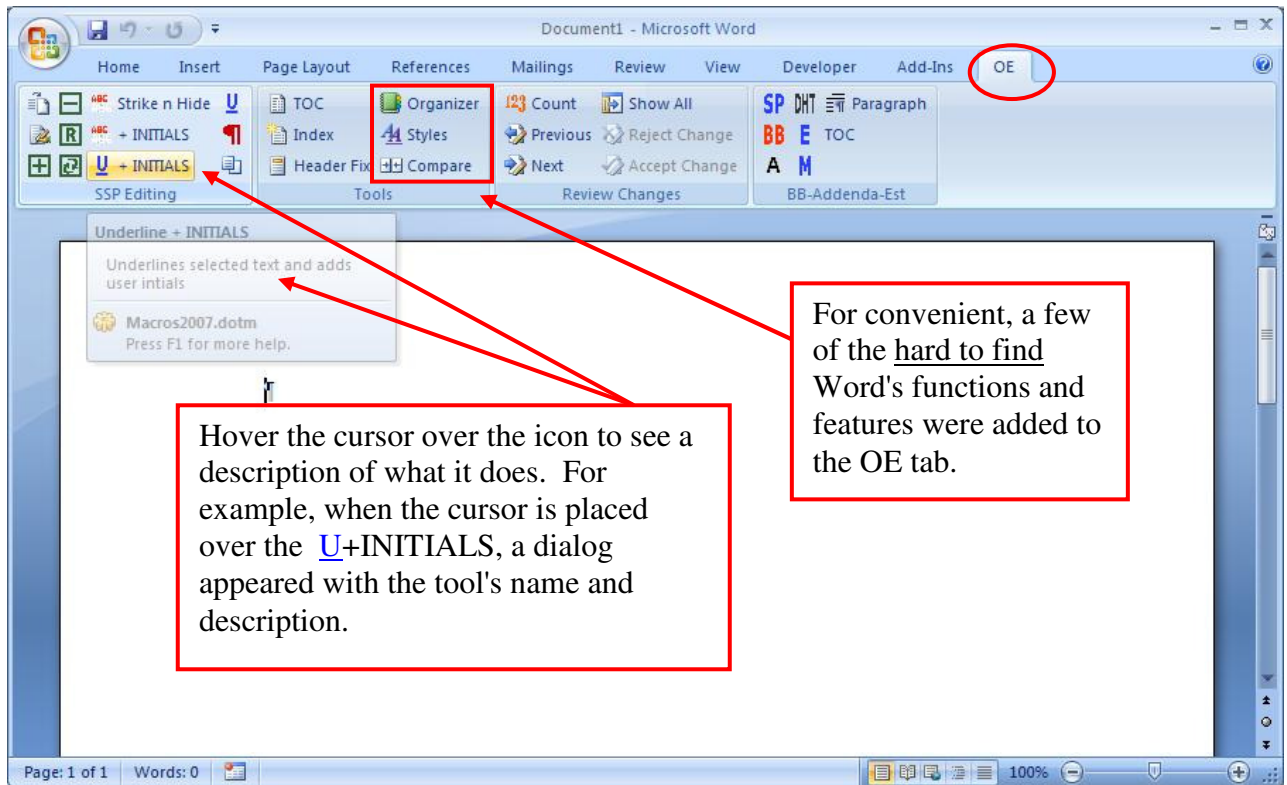 Document1 - Microsoft Word
Home Insert Page Layout References Mailings Review View Developer Add-Ins OE
ABC Strike n Hide U TOC Organizer 123 Count Show All SP DHT Paragraph
R ABC + INITIALS ¶ Index A Styles Previous Reject Change BB E TOC
U + INITIALS Header Fix Compare Next Accept Change A M
SSP Editing Tools Review Changes BB-Addenda-Est
Underline + INITIALS
Underlines selected text and adds
user intials
Macros2007.dotm
Press F1 for more help.
¶
For convenient, a few
of the hard to find
Word's functions and
features were added to
the OE tab.
Hover the cursor over the icon to see a
description of what it does. For
example, when the cursor is placed
over the U+INITIALS, a dialog
appeared with the tool's name and
description.
Page: 1 of 1 Words: 0 100%